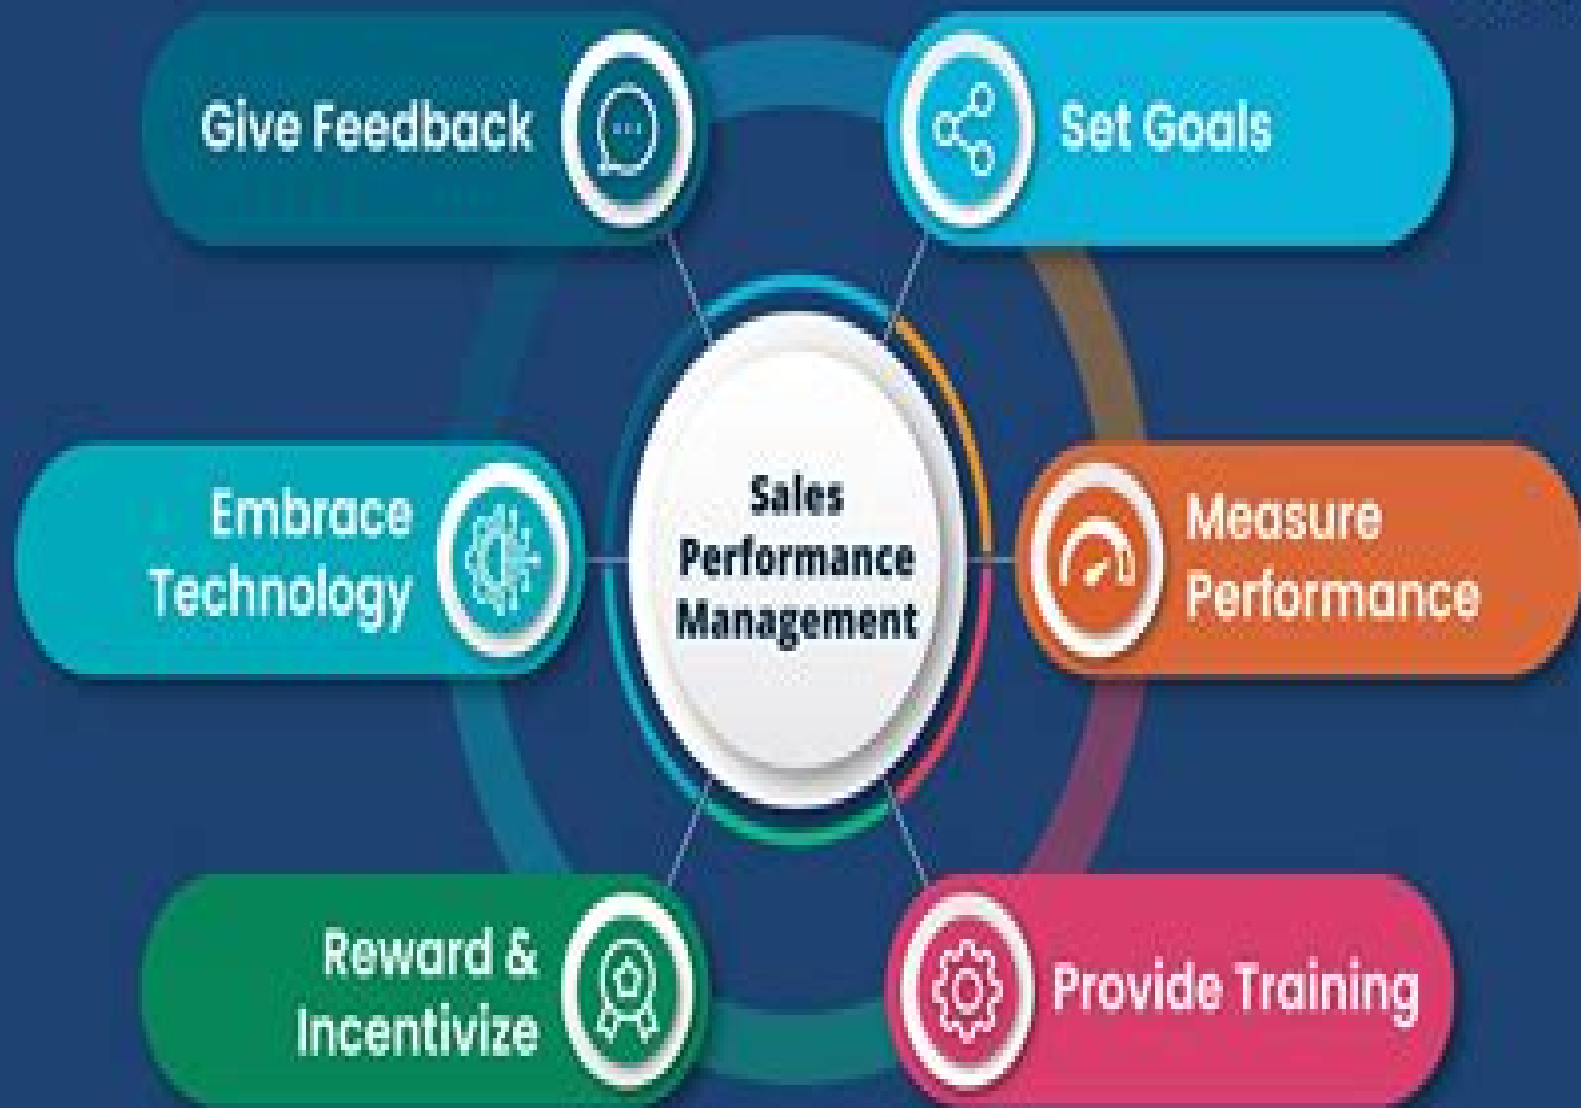 Give Feedback
Set Goals
Embrace
Technology
Sales
Performance
Management
Measure
Performance
Reward &
Incentivize
Provide Training